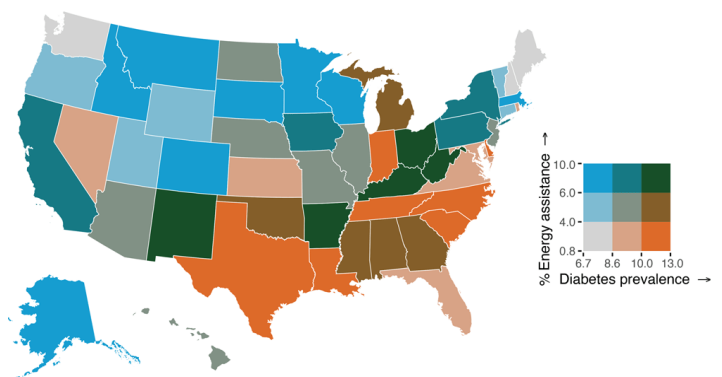 % Energy assistance →
10.0
6.0
4.0
0.8
6.7 8.6 10.0 13.0
Diabetes prevalence →